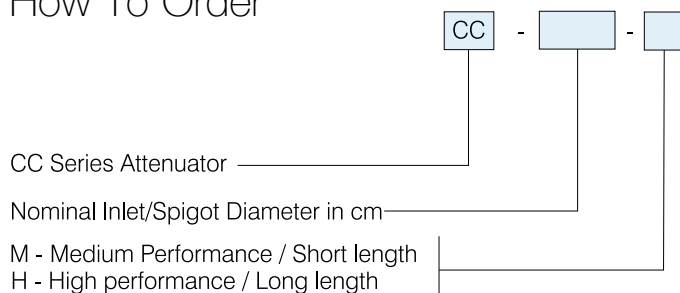 How To Order
CC - -
CC Series Attenuator
Nominal Inlet/Spigot Diameter in cm
M - Medium Performance / Short length
H - High performance / Long length